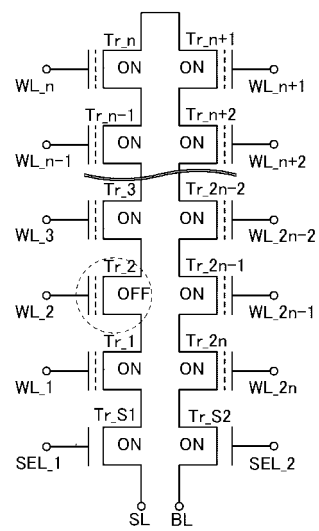 Tr_n Tr_n+1
ON ON
WL_n WL_n+1
Tr_n-1 Tr_n+2
ON ON
WL_n-1 WL_n+2
Tr_3 Tr_2n-2
ON ON
WL_3 WL_2n-2
Tr_2 Tr_2n-1
OFF ON
WL_2 WL_2n-1
Tr_1 Tr_2n
ON ON
WL_1 WL_2n
Tr_S1 Tr_S2
ON ON
SEL_1 SEL_2
SL BL